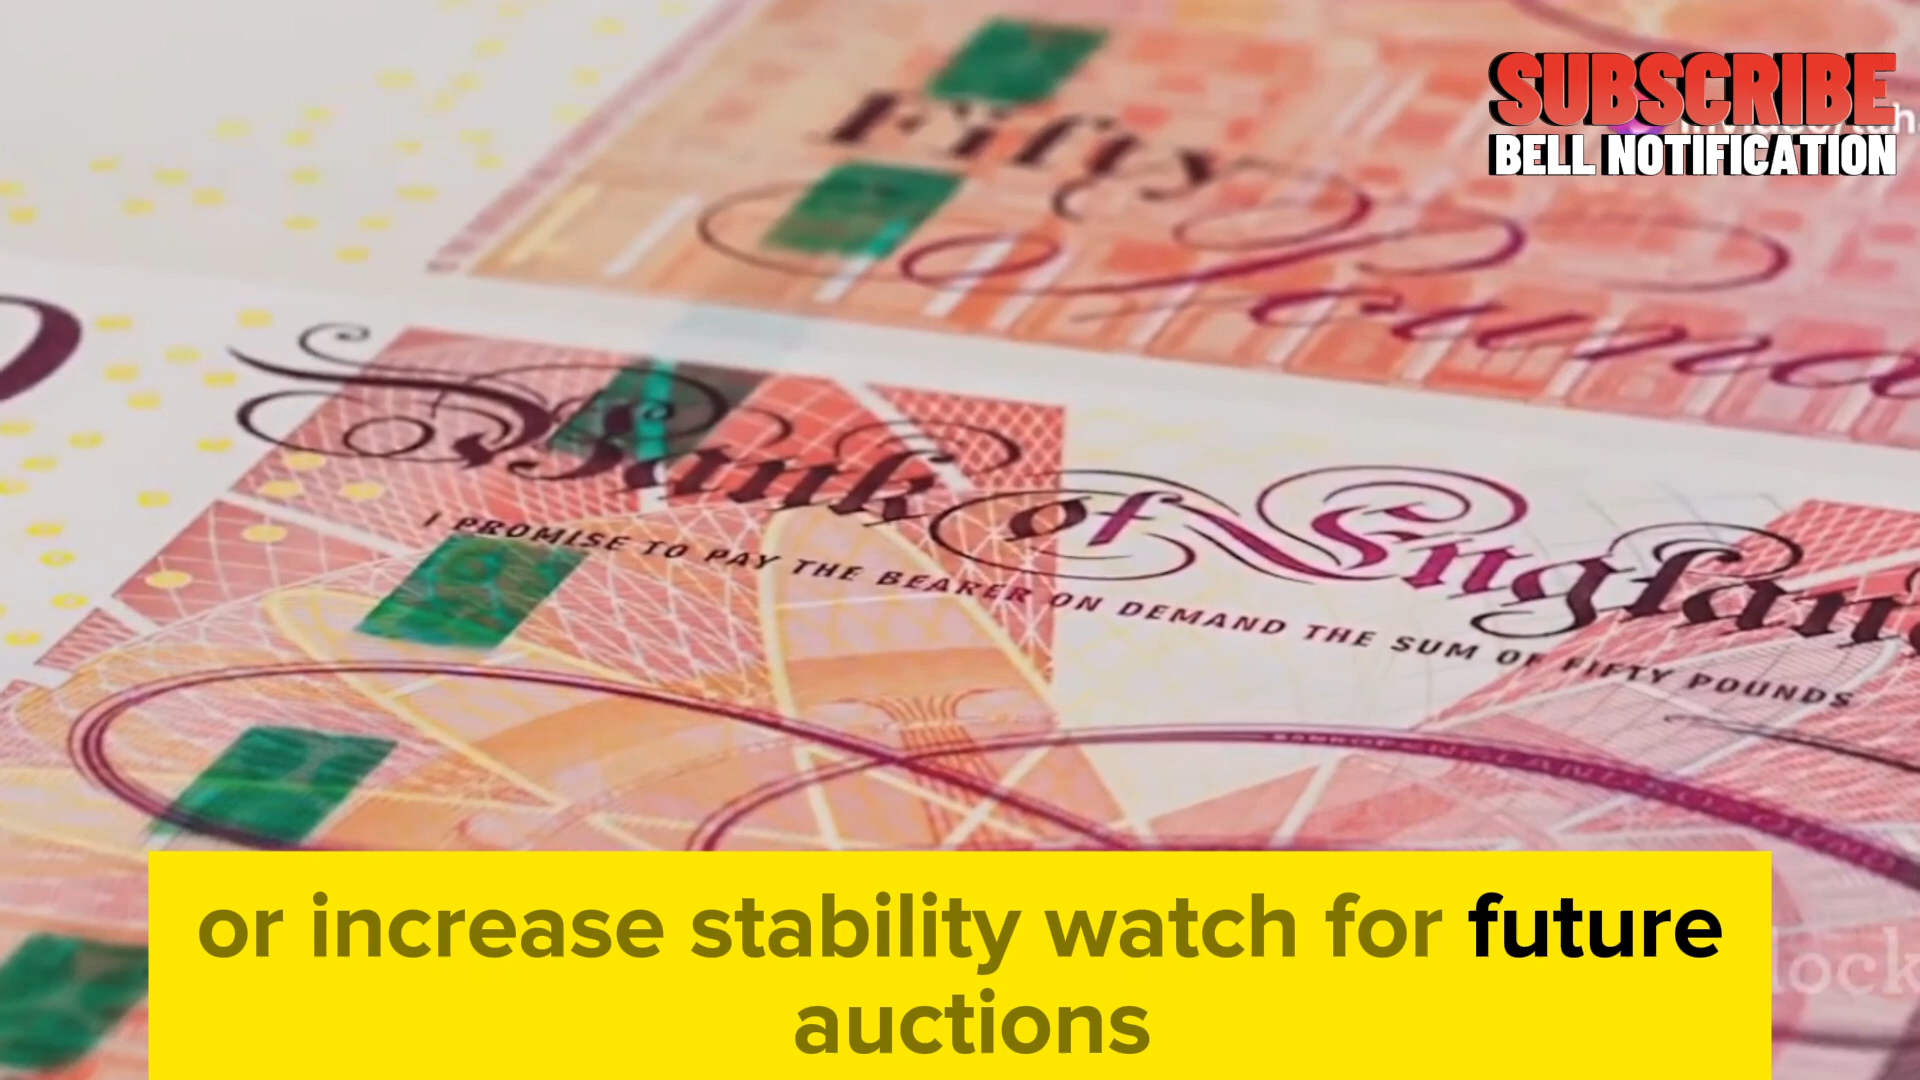 SUBSCRIBE
BELL NOTIFICATION
Fifty
Bank of England
I PROMISE TO PAY THE BEARER ON DEMAND THE SUM OF FIFTY POUNDS
or increase stability watch for future
auctions